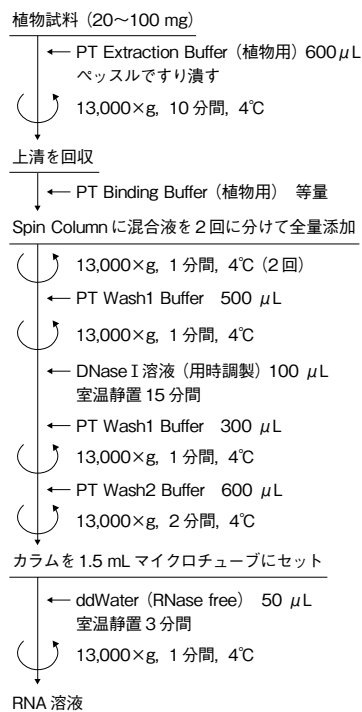 植物試料（20〜100 mg）
PT Extraction Buffer（植物用）600 μL
ペッスルですり潰す
13,000×g, 10 分間, 4℃
上清を回収
PT Binding Buffer（植物用） 等量
Spin Column に混合液を 2 回に分けて全量添加
13,000×g, 1 分間, 4℃（2 回）
PT Wash1 Buffer 500 μL
13,000×g, 1 分間, 4℃
DNase I 溶液（用時調製）100 μL
室温静置 15 分間
PT Wash1 Buffer 300 μL
13,000×g, 1 分間, 4℃
PT Wash2 Buffer 600 μL
13,000×g, 2 分間, 4℃
カラムを 1.5 mL マイクロチューブにセット
ddWater（RNase free） 50 μL
室温静置 3 分間
13,000×g, 1 分間, 4℃
RNA 溶液